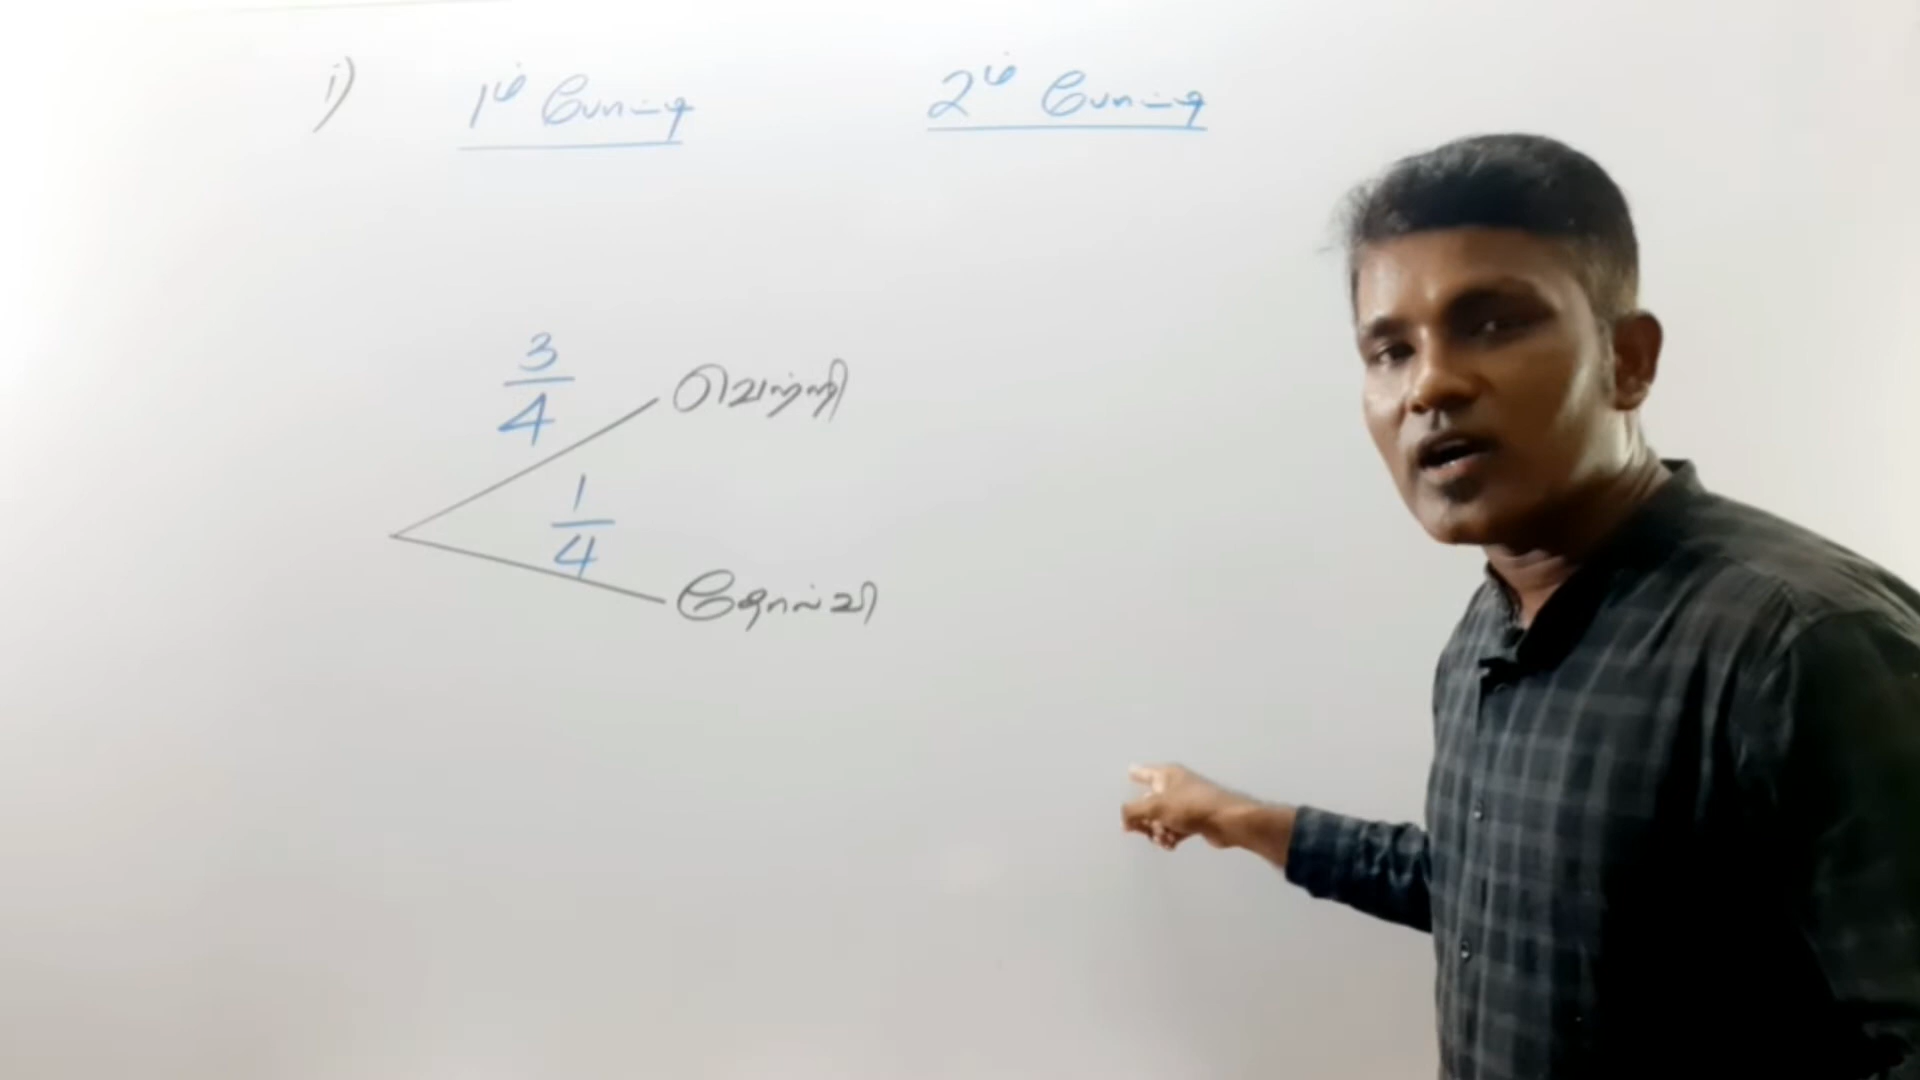 i) 1ம் போட்டி 2ம் போட்டி
3/4 வெற்றி
1/4 தோல்வி